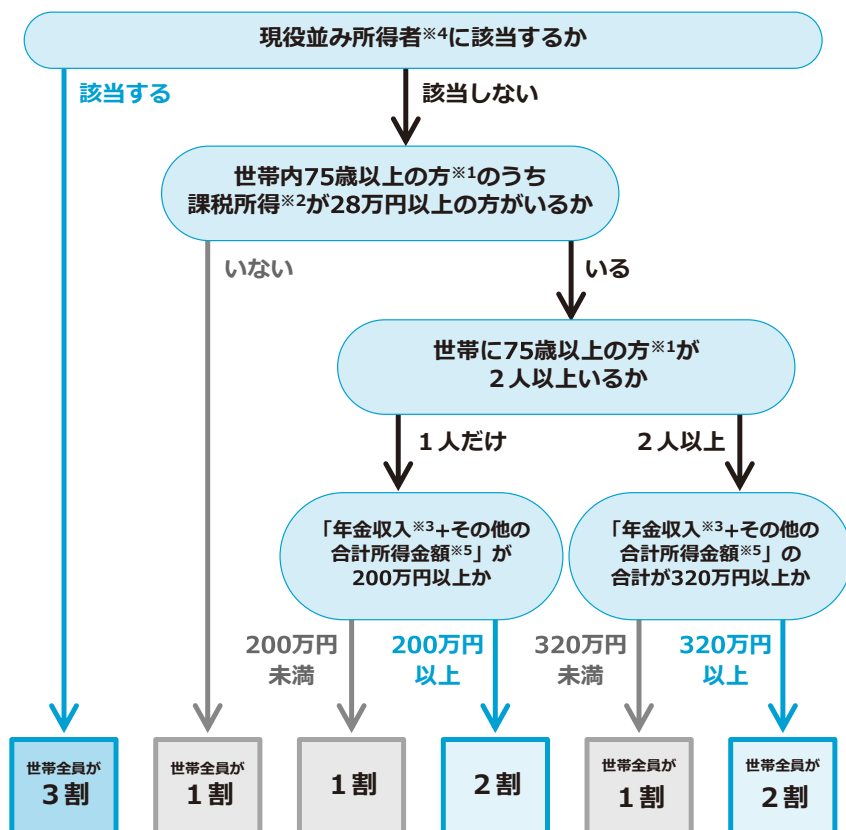 現役並み所得者※4に該当するか
該当する
該当しない
世帯内75歳以上の方※1のうち
課税所得※2が28万円以上の方がいるか
いない
いる
世帯に75歳以上の方※1が
２人以上いるか
１人だけ
２人以上
「年金収入※3+その他の
合計所得金額※5」が
200万円以上か
「年金収入※3+その他の
合計所得金額※5」の
合計が320万円以上か
200万円
未満
200万円
以上
320万円
未満
320万円
以上
世帯全員が
３割
世帯全員が
１割
１割
２割
世帯全員が
１割
世帯全員が
２割